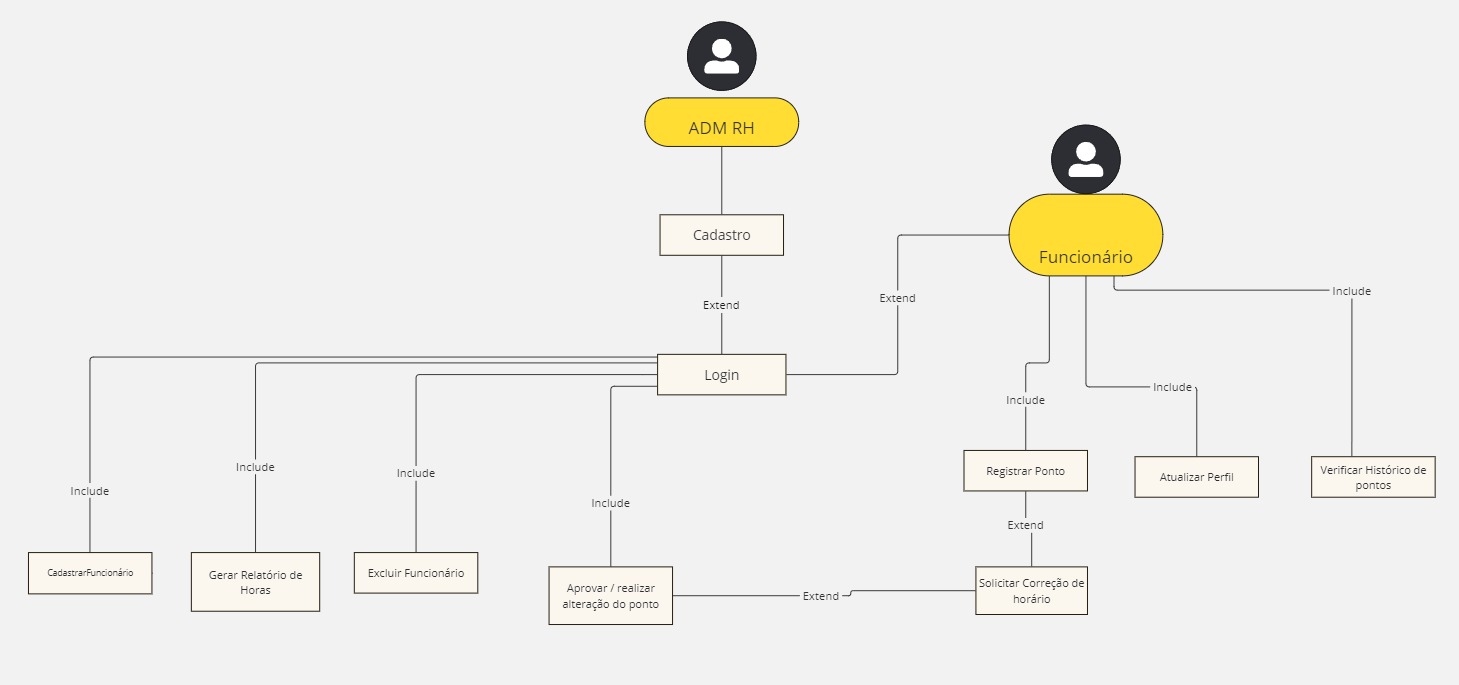 ADM RH
Cadastro
Funcionário
Extend
Extend
Include
Login
Include
Include
Include
Include
Include
Include
Registrar Ponto
Atualizar Perfil
Verificar Histórico de
pontos
Extend
CadastrarFuncionário
Gerar Relatório de
Horas
Excluir Funcionário
Aprovar / realizar
alteração do ponto
Extend
Solicitar Correção de
horário